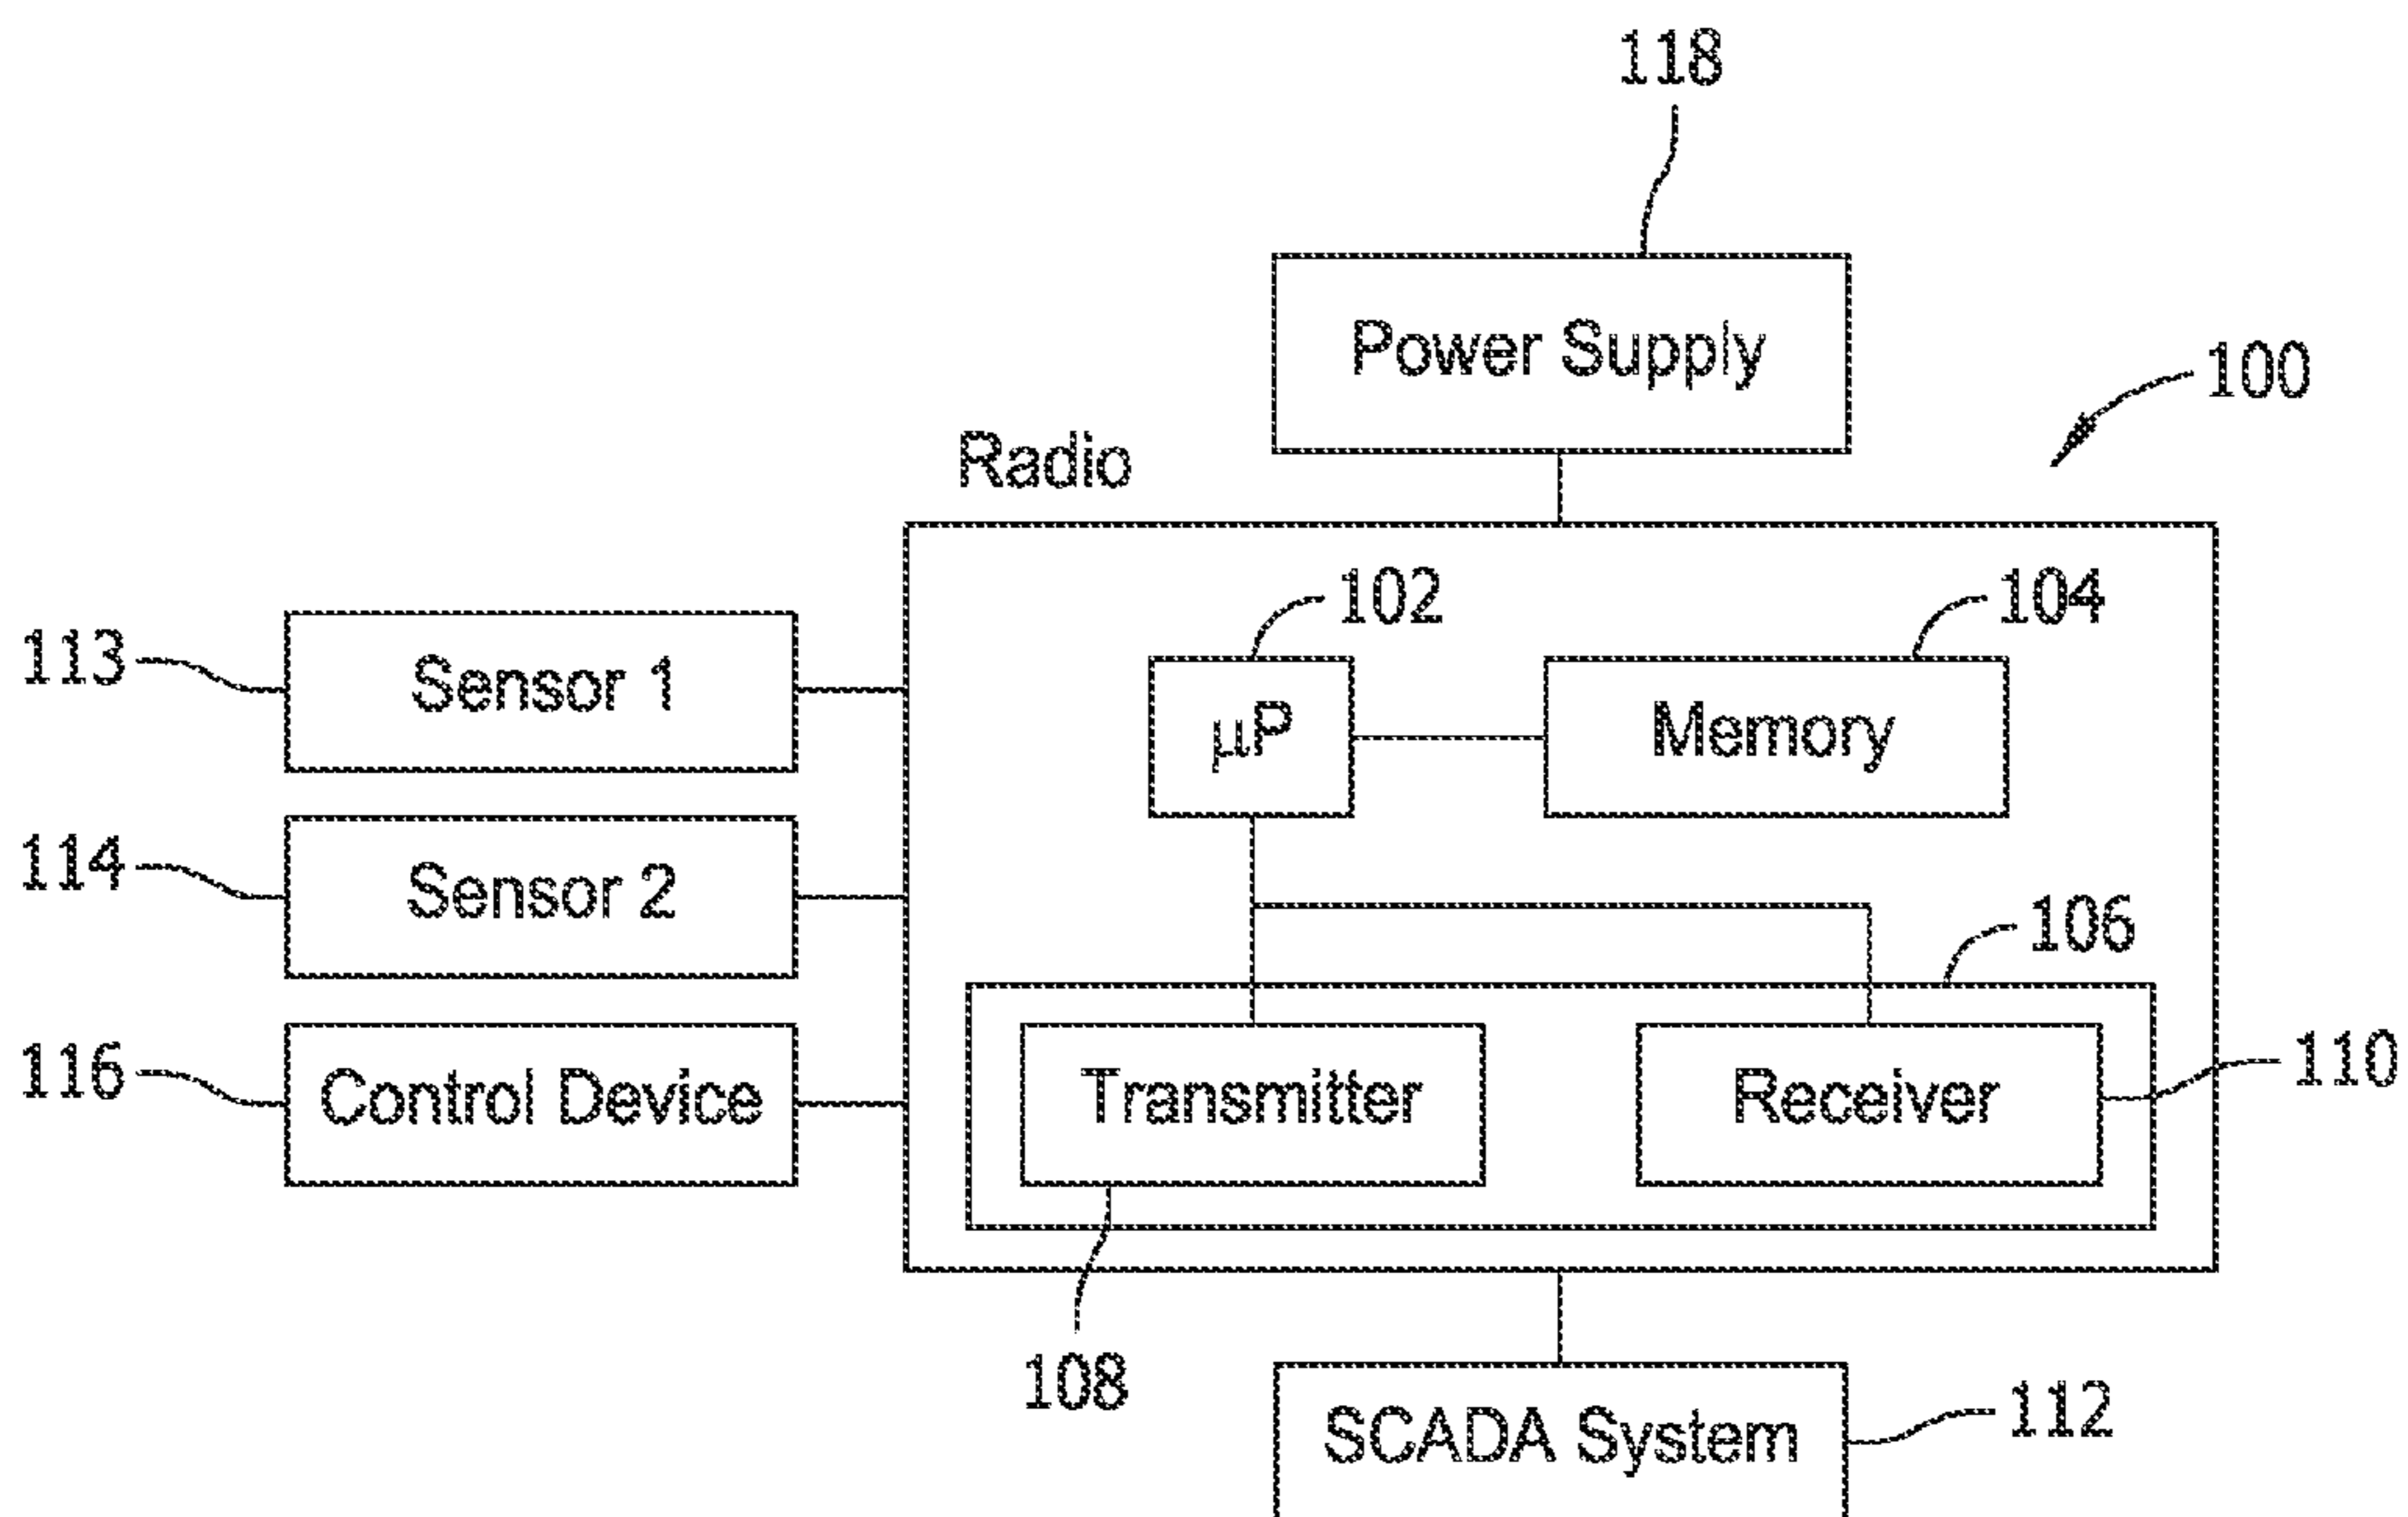 118
Power Supply
100
Radio
102
104
113
Sensor 1
µP
Memory
114
Sensor 2
106
116
Control Device
Transmitter
Receiver
110
108
SCADA System
112